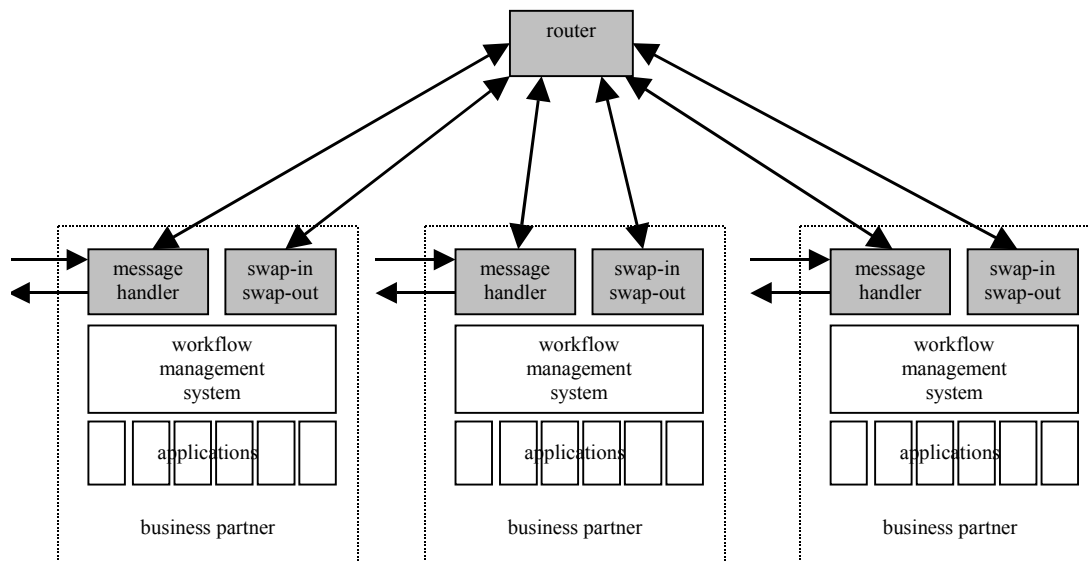 router
message
handler
swap-in
swap-out
message
handler
swap-in
swap-out
message
handler
swap-in
swap-out
workflow
management
system
workflow
management
system
workflow
management
system
applications
applications
applications
business partner
business partner
business partner